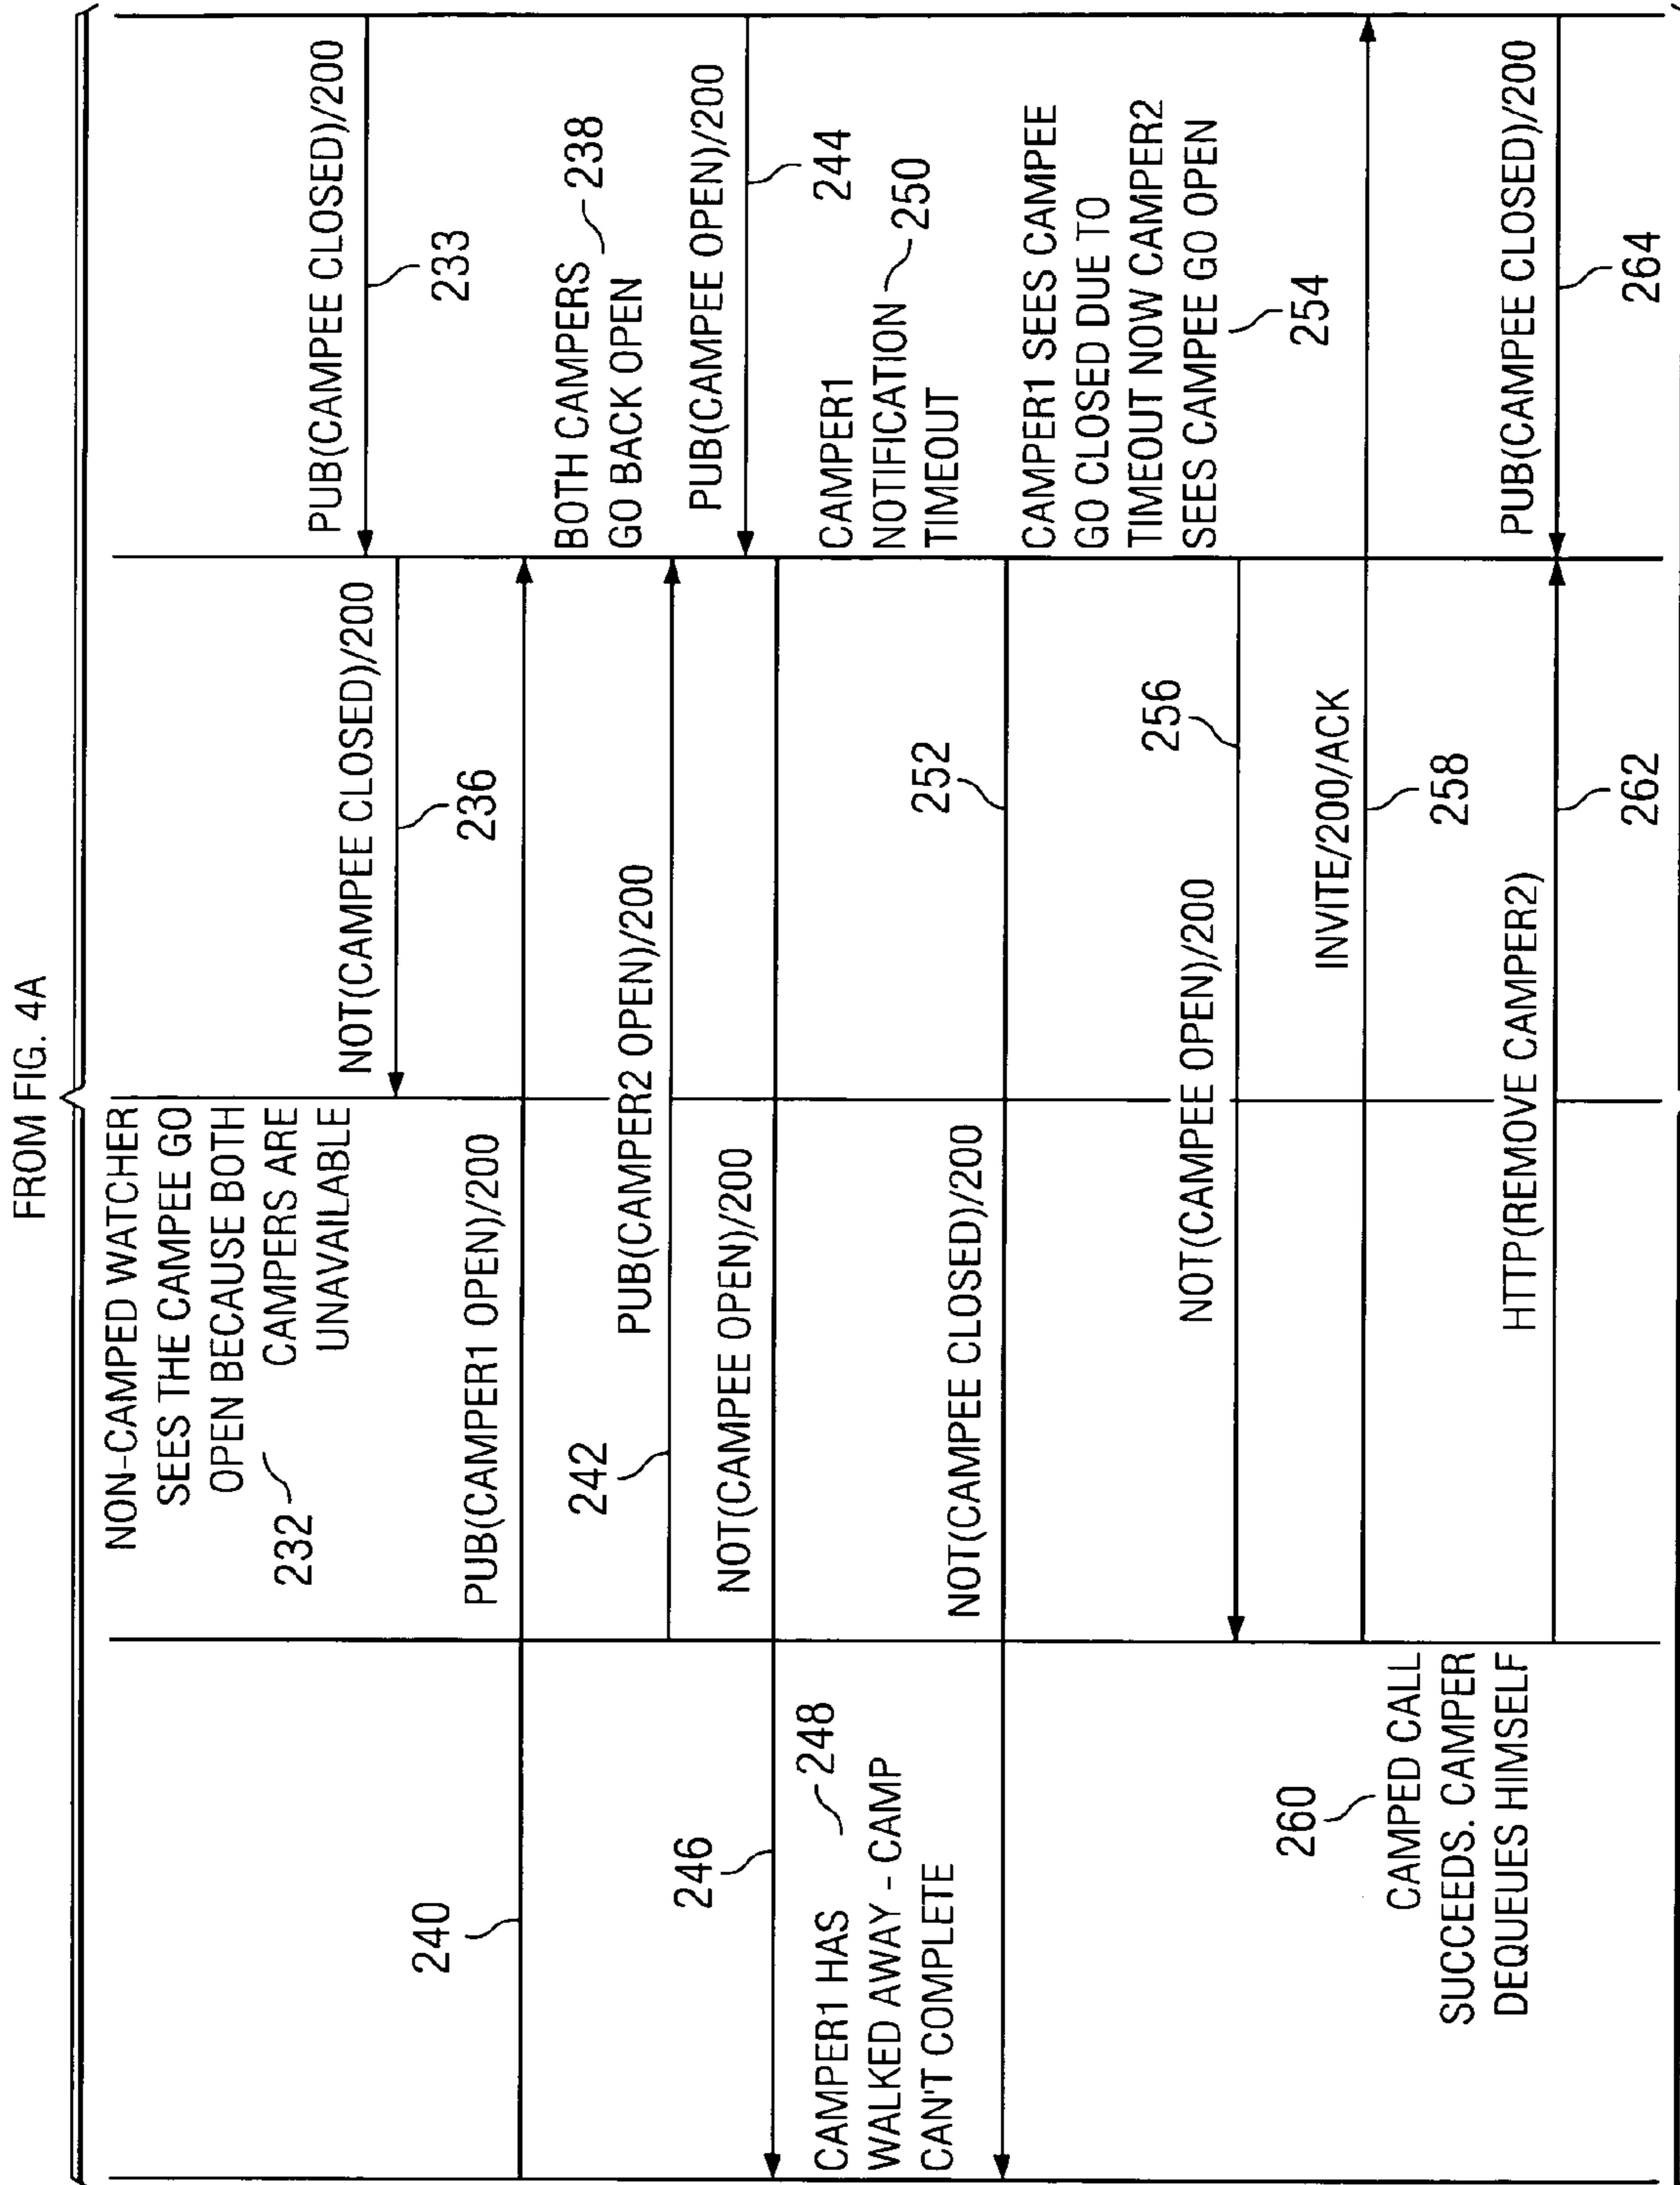 FROM FIG. 4A
NON-CAMPED WATCHER
SEES THE CAMPEE GO
OPEN BECAUSE BOTH
CAMPERS ARE
UNAVAILABLE
232
PUB(CAMPEE CLOSED)/200
233
NOT(CAMPEE CLOSED)/200
236
PUB(CAMPER1 OPEN)/200
240
BOTH CAMPERS
GO BACK OPEN
238
PUB(CAMPER2 OPEN)/200
242
PUB(CAMPEE OPEN)/200
244
NOT(CAMPEE OPEN)/200
246
CAMPER1 HAS
WALKED AWAY - CAMP
CAN'T COMPLETE
248
CAMPER1
NOTIFICATION
TIMEOUT
250
NOT(CAMPEE CLOSED)/200
252
CAMPER1 SEES CAMPEE
GO CLOSED DUE TO
TIMEOUT NOW CAMPER2
SEES CAMPEE GO OPEN
254
NOT(CAMPEE OPEN)/200
256
INVITE/200/ACK
258
260
CAMPED CALL
SUCCEEDS. CAMPER
DEQUEUES HIMSELF
HTTP(REMOVE CAMPER2)
262
PUB(CAMPEE CLOSED)/200
264